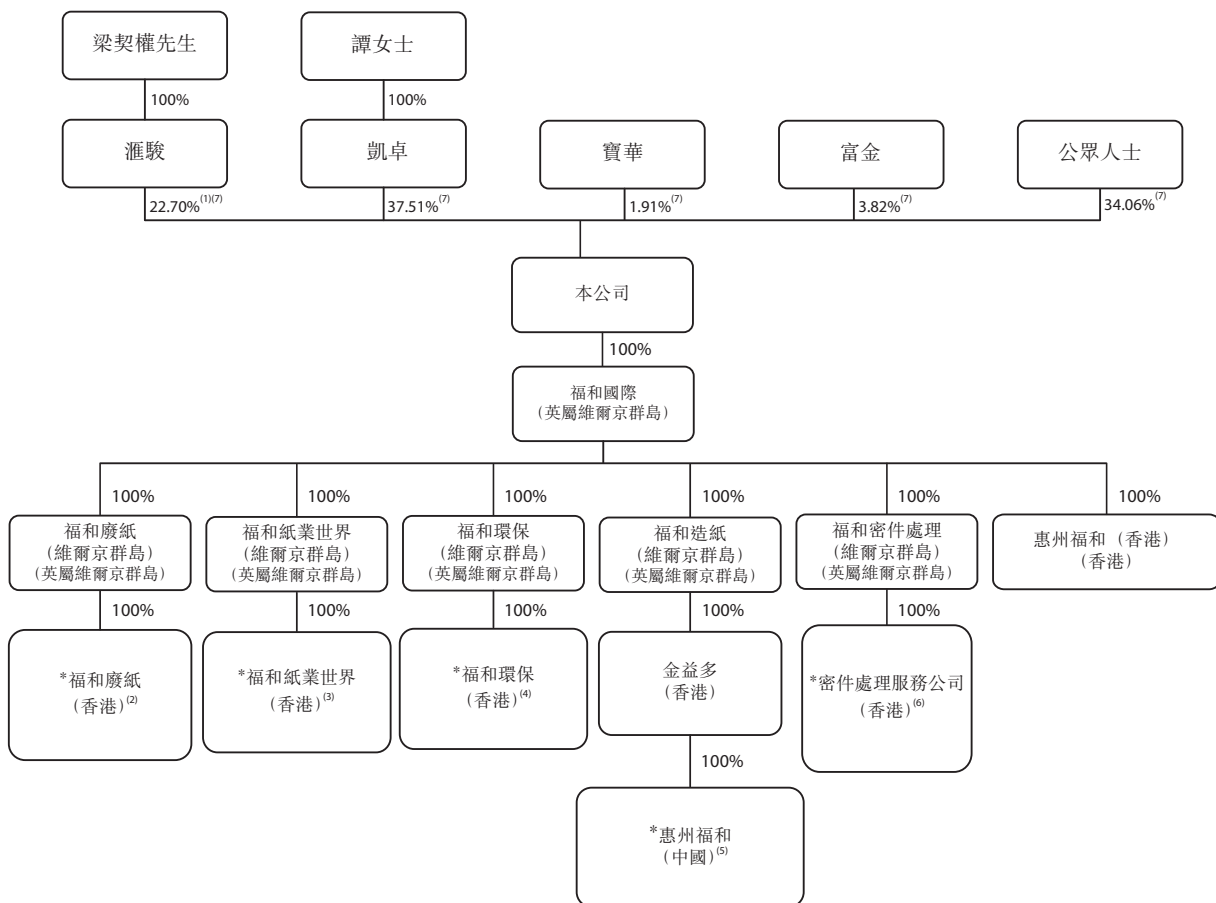 梁契權先生
譚女士
100%
100%
滙駿
凱卓
寶華
富金
公眾人士
22.70%(1)(7)
37.51%(7)
1.91%(7)
3.82%(7)
34.06%(7)
本公司
100%
福和國際
(英屬維爾京群島)
100%
100%
100%
100%
100%
100%
福和廢紙
(維爾京群島)
(英屬維爾京群島)
福和紙業世界
(維爾京群島)
(英屬維爾京群島)
福和環保
(維爾京群島)
(英屬維爾京群島)
福和造紙
(維爾京群島)
(英屬維爾京群島)
福和密件處理
(維爾京群島)
(英屬維爾京群島)
惠州福和(香港)
(香港)
100%
100%
100%
100%
100%
*福和廢紙
(香港)(2)
*福和紙業世界
(香港)(3)
*福和環保
(香港)(4)
金益多
(香港)
*密件處理服務公司
(香港)(6)
100%
*惠州福和
(中國)(5)